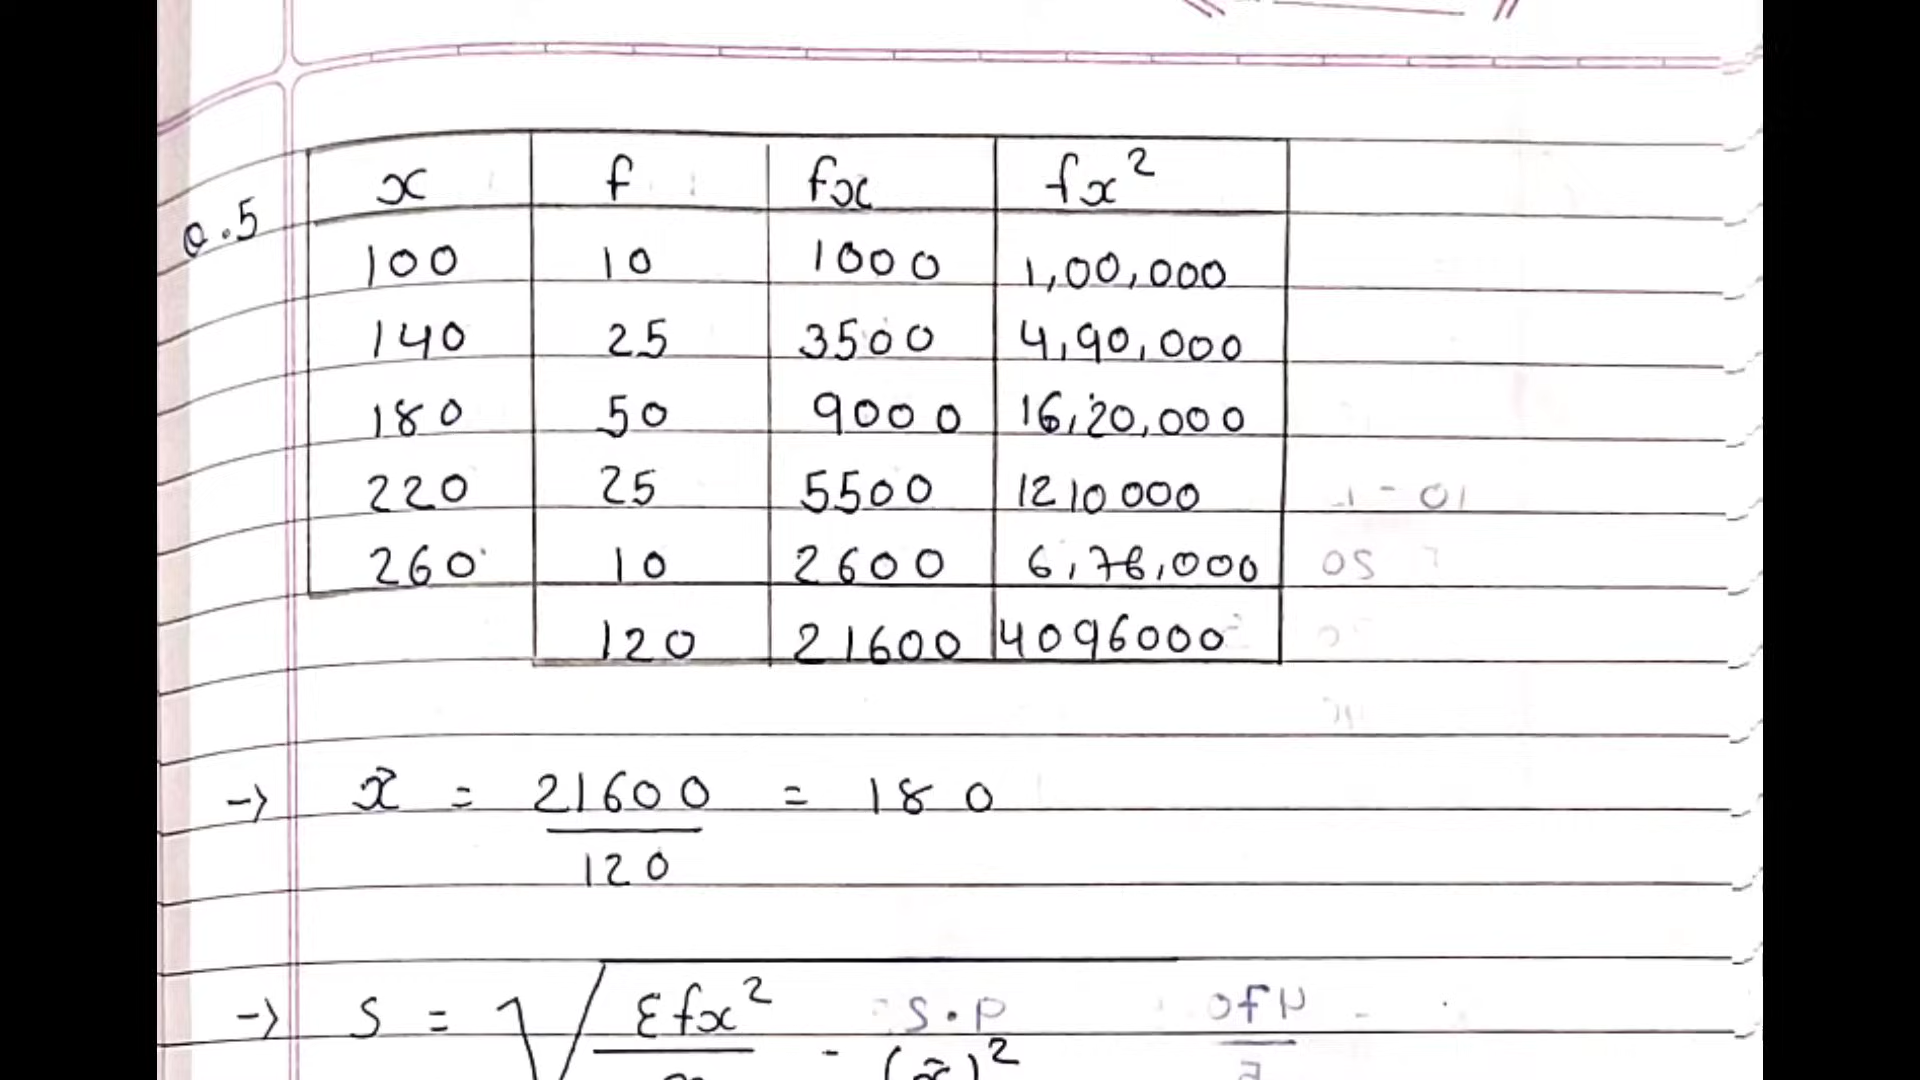 Q.5
x f fx fx²
100 10 1000 1,00,000
140 25 3500 4,90,000
180 50 9000 16,20,000
220 25 5500 1210000
260 10 2600 6,76,000
120 21600 4096000
→ x̄ = 21600 = 180
120
→ S = √ Σfx²
- (x̄)²